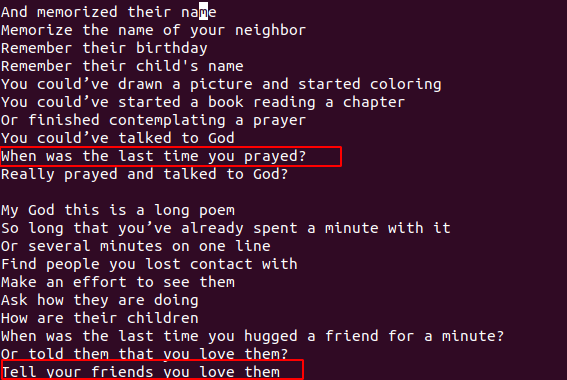 And memorized their name
Memorize the name of your neighbor
Remember their birthday
Remember their child's name
You could’ve drawn a picture and started coloring
You could’ve started a book reading a chapter
Or finished contemplating a prayer
You could’ve talked to God
When was the last time you prayed?
Really prayed and talked to God?

My God this is a long poem
So long that you’ve already spent a minute with it
Or several minutes on one line
Find people you lost contact with
Make an effort to see them
Ask how they are doing
How are their children
When was the last time you hugged a friend for a minute?
Or told them that you love them?
Tell your friends you love them